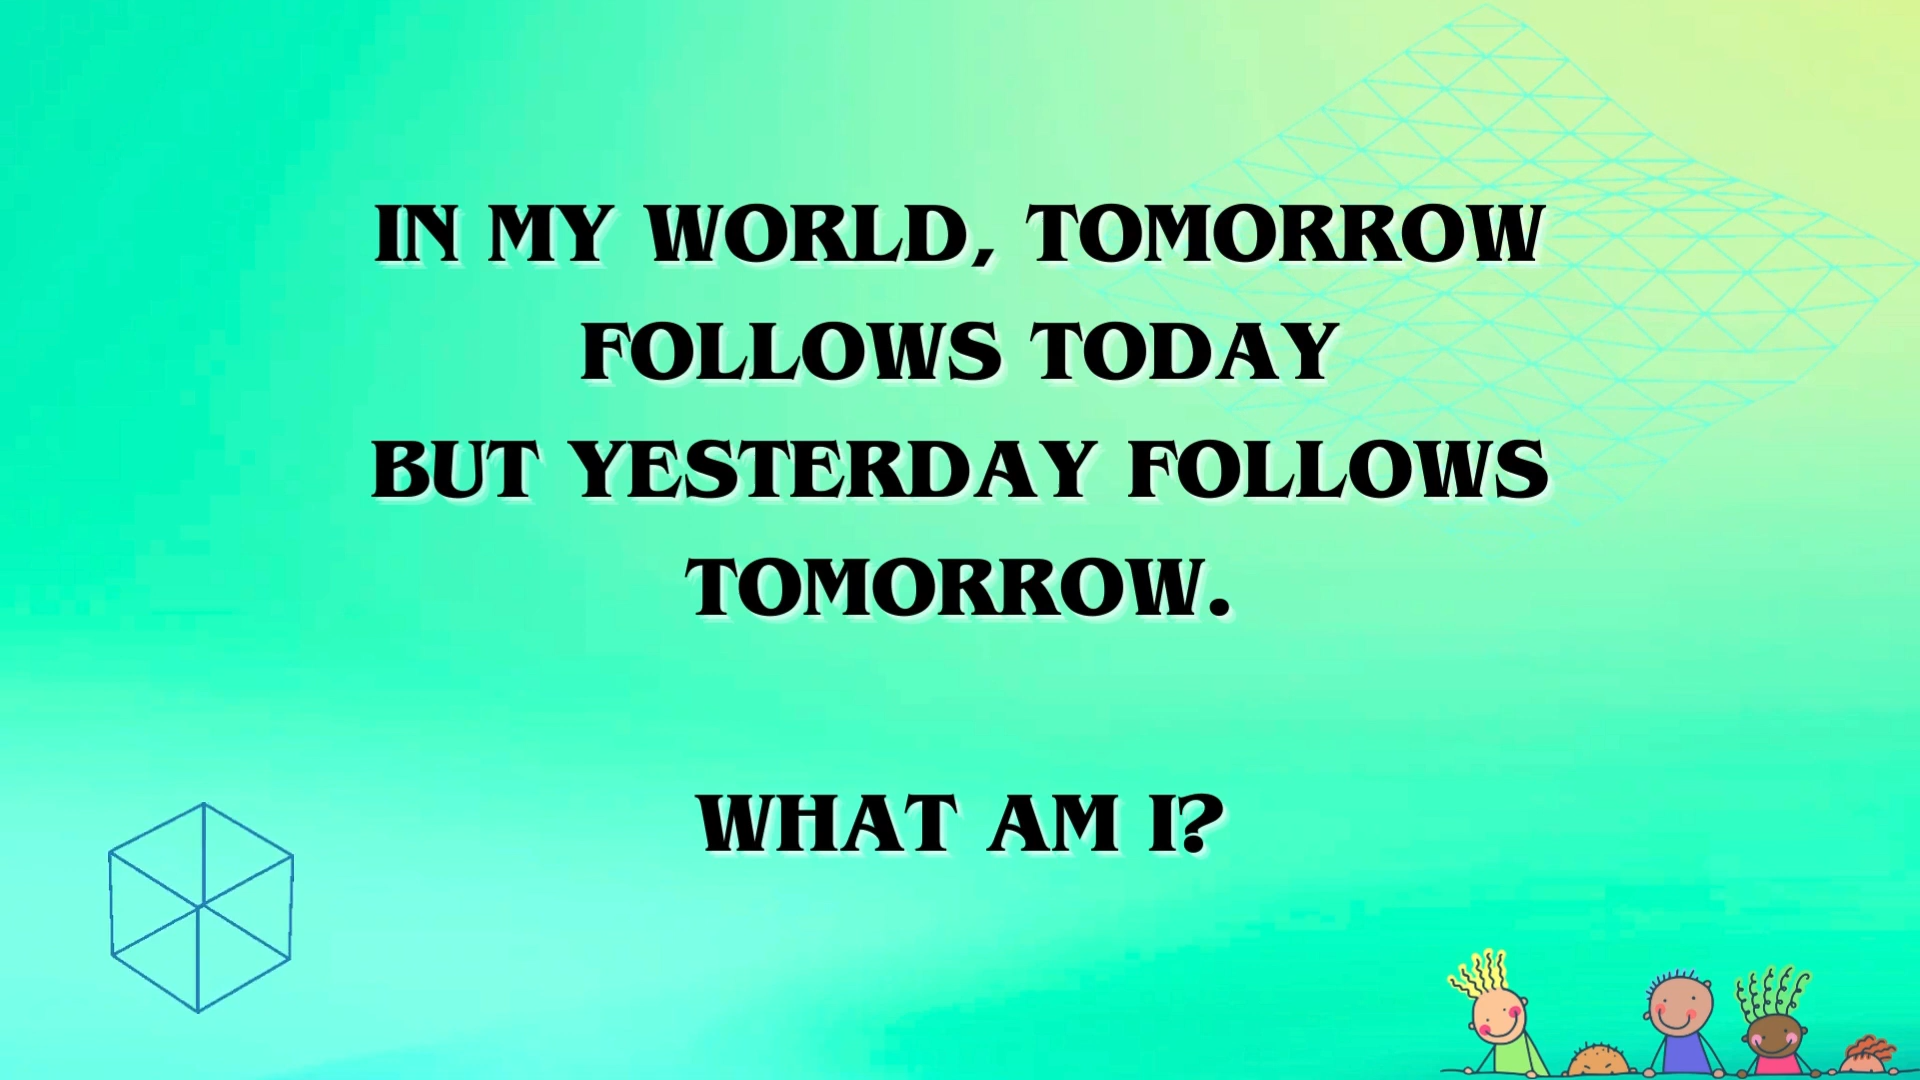 IN MY WORLD, TOMORROW
FOLLOWS TODAY
BUT YESTERDAY FOLLOWS
TOMORROW.
WHAT AM I?